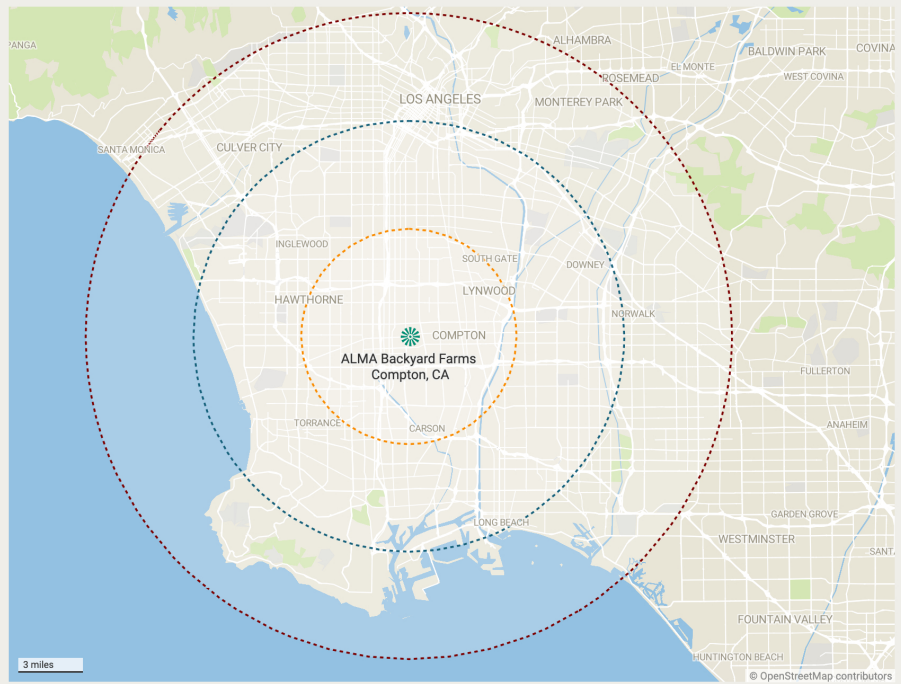 PANGA
ALHAMBRA
BALDWIN PARK
COVINA
EL MONTE
ROSEMEAD
WEST COVINA
LOS ANGELES
MONTEREY PARK
SANTA MONICA
CULVER CITY
INGLEWOOD
SOUTH GATE
DOWNEY
HAWTHORNE
LYNWOOD
NORWALK
COMPTON
ALMA Backyard Farms
Compton, CA
FULLERTON
TORRANCE
CARSON
ANAHEIM
GARDEN GROVE
LONG BEACH
WESTMINSTER
SANT
FOUNTAIN VALLEY
HUNTINGTON BEACH
3 miles
© OpenStreetMap contributors